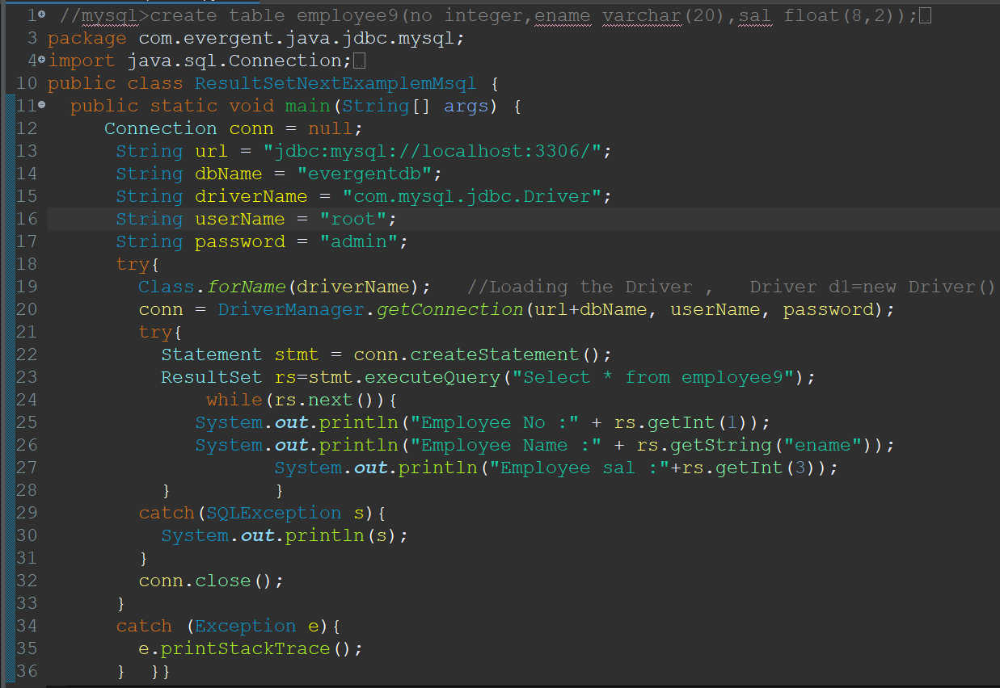 1 //mysql>create table employee9(no integer,ename varchar(20),sal float(8,2));
3 package com.evergent.java.jdbc.mysql;
4 import java.sql.Connection;
10 public class ResultSetNextExamplemMsql {
11 public static void main(String[] args) {
12 Connection conn = null;
13 String url = "jdbc:mysql://localhost:3306/";
14 String dbName = "evergentdb";
15 String driverName = "com.mysql.jdbc.Driver";
16 String userName = "root";
17 String password = "admin";
18 try{
19 Class.forName(driverName); //Loading the Driver , Driver d1=new Driver()
20 conn = DriverManager.getConnection(url+dbName, userName, password);
21 try{
22 Statement stmt = conn.createStatement();
23 ResultSet rs=stmt.executeQuery("Select * from employee9");
24 while(rs.next()){
25 System.out.println("Employee No :" + rs.getInt(1));
26 System.out.println("Employee Name :" + rs.getString("ename"));
27 System.out.println("Employee sal :"+rs.getInt(3));
28 } }
29 catch(SQLException s){
30 System.out.println(s);
31 }
32 conn.close();
33 }
34 catch (Exception e){
35 e.printStackTrace();
36 } }}